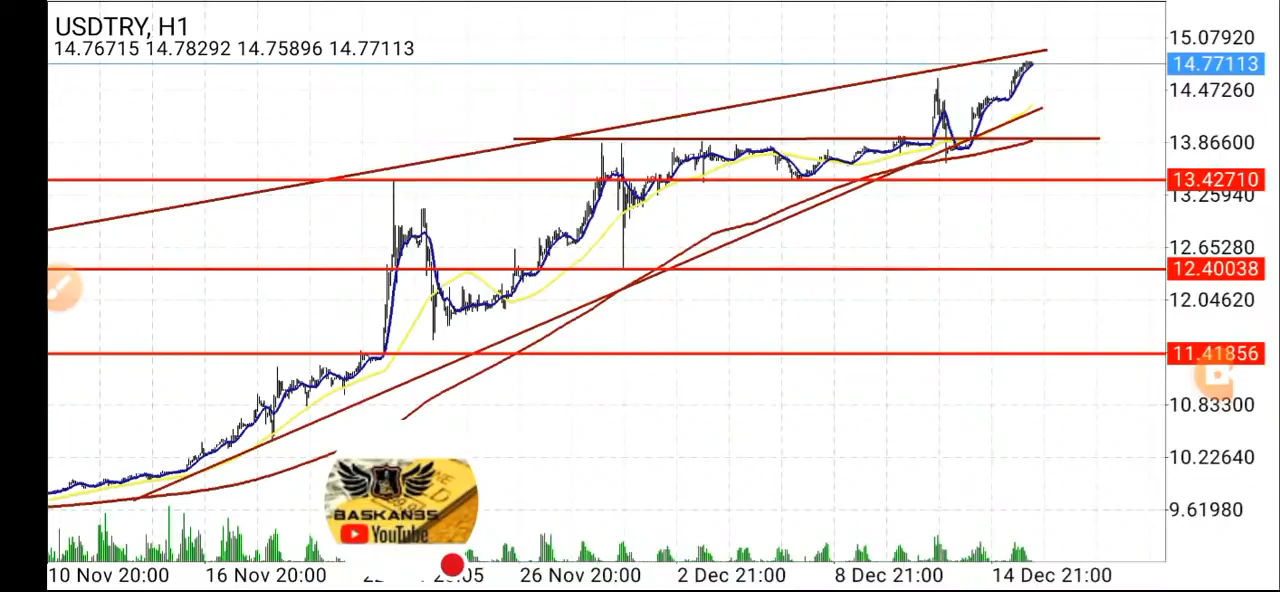 USDTRY, H1
14.76715 14.78292 14.75896 14.77113
15.07920
14.77113
14.47260
13.86600
13.42710
13.25940
12.65280
12.40038
12.04620
11.41856
10.83300
10.22640
9.61980
BASKAN35
YouTube
10 Nov 20:00 16 Nov 20:00 26 Nov 20:00 2 Dec 21:00 8 Dec 21:00 14 Dec 21:00